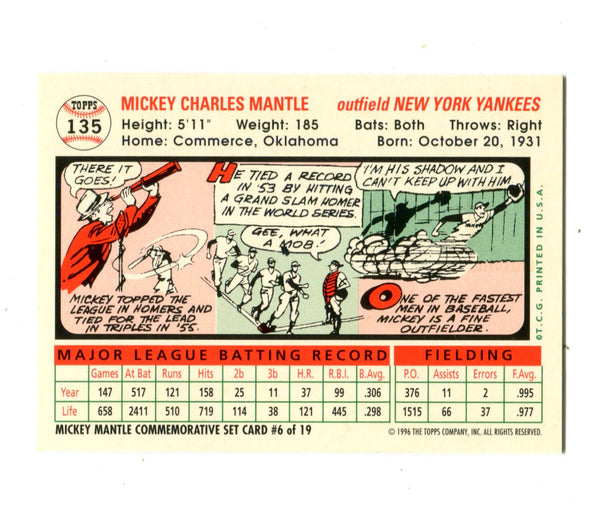 TOPPS
135
MICKEY CHARLES MANTLE outfield NEW YORK YANKEES
Height: 5'11" Weight: 185 Bats: Both Throws: Right
Home: Commerce, Oklahoma Born: October 20, 1931
THERE IT
GOES!
HE TIED A RECORD
IN '53 BY HITTING
A GRAND SLAM HOMER
IN THE WORLD SERIES.
GEE, WHAT
A MOB!
I'M HIS SHADOW AND I
CAN'T KEEP UP WITH HIM
MICKEY TOPPED THE
LEAGUE IN HOMERS AND
TIED FOR THE LEAD
IN TRIPLES IN '55.
ONE OF THE FASTEST
MEN IN BASEBALL,
MICKEY IS A FINE
OUTFIELDER.
©T.C.G. PRINTED IN U.S.A.
MAJOR LEAGUE BATTING RECORD FIELDING
Games At Bat Runs Hits 2b 3b H.R. R.B.I. B.Avg. P.O. Assists Errors F.Avg.
Year 147 517 121 158 25 11 37 99 .306 376 11 2 .995
Life 658 2411 510 719 114 38 121 445 .298 1515 66 37 .977
MICKEY MANTLE COMMEMORATIVE SET CARD #6 of 19 ©1996 THE TOPPS COMPANY, INC. ALL RIGHTS RESERVED.